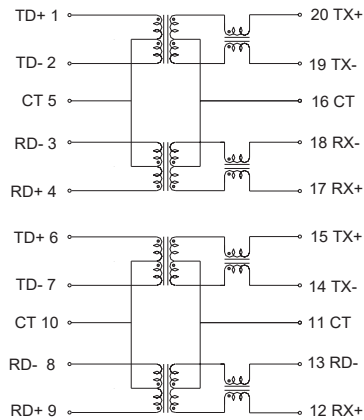 TD+ 1
20 TX+
TD- 2
19 TX-
CT 5
16 CT
RD- 3
18 RX-
RD+ 4
17 RX+
TD+ 6
15 TX+
TD- 7
14 TX-
CT 10
11 CT
RD- 8
13 RD-
RD+ 9
12 RX+